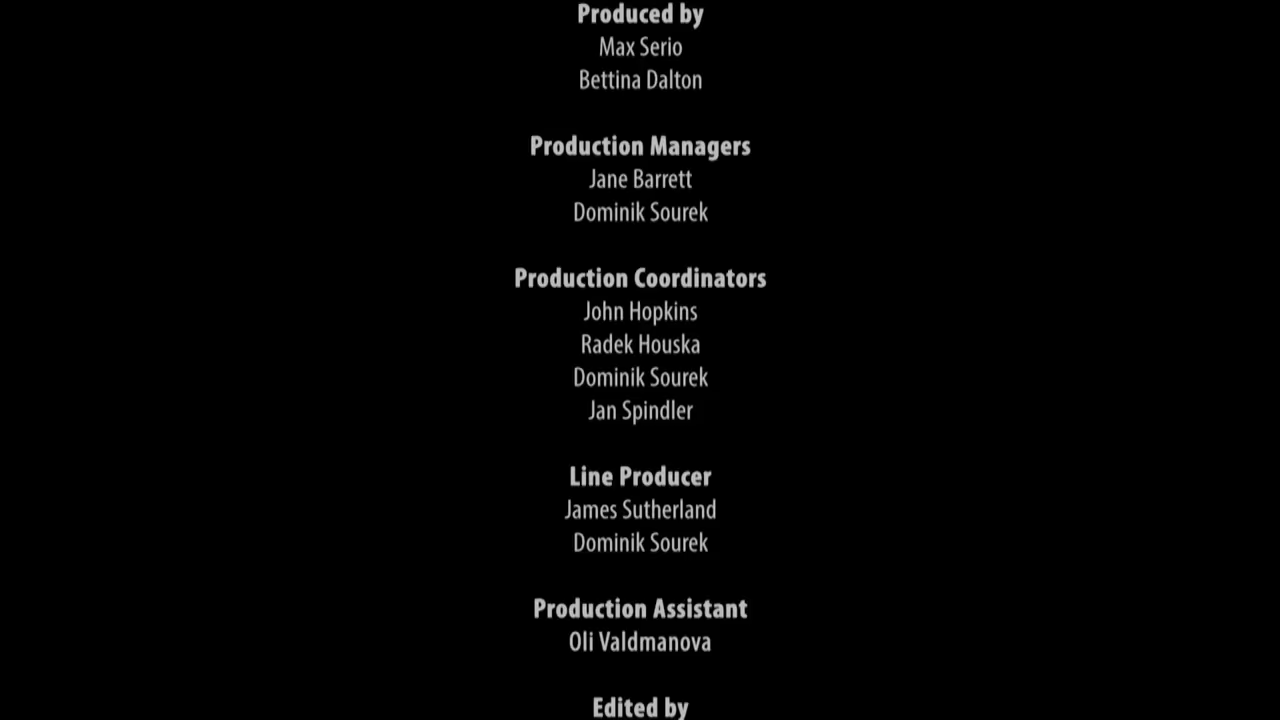 Produced by
Max Serio
Bettina Dalton
Production Managers
Jane Barrett
Dominik Sourek
Production Coordinators
John Hopkins
Radek Houska
Dominik Sourek
Jan Spindler
Line Producer
James Sutherland
Dominik Sourek
Production Assistant
Oli Valdmanova
Edited by